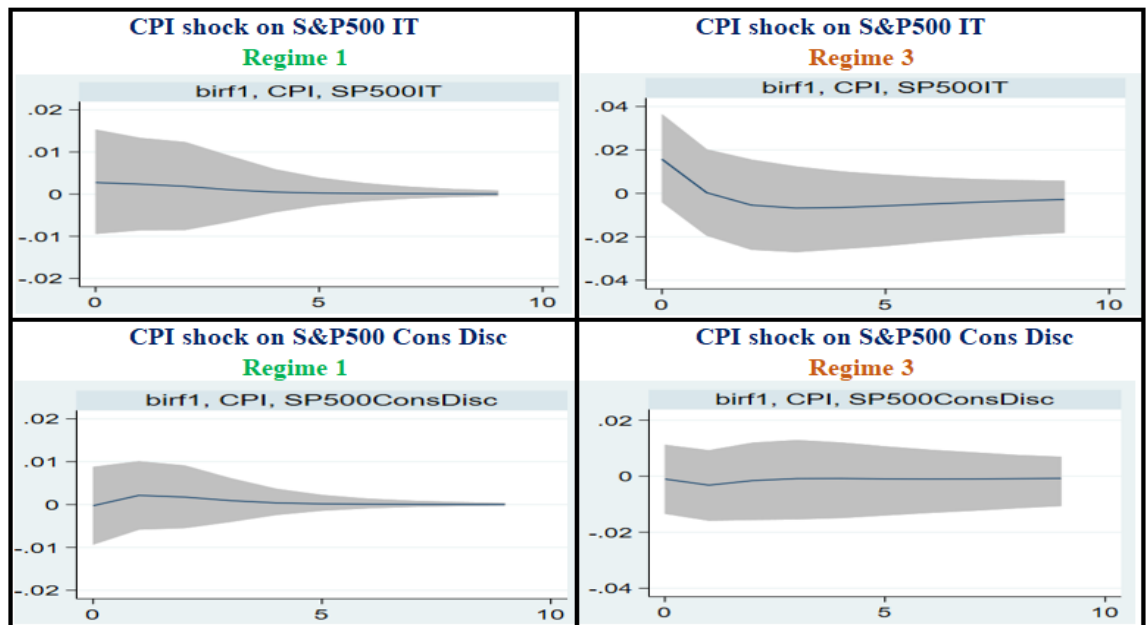 CPI shock on S&P500 IT
Regime 1
birf1, CPI, SP500IT
.02
.01
0
-.01
-.02
0 5 10
CPI shock on S&P500 IT
Regime 3
birf1, CPI, SP500IT
.04
.02
0
-.02
-.04
0 5 10
CPI shock on S&P500 Cons Disc
Regime 1
birf1, CPI, SP500ConsDisc
.02
.01
0
-.01
-.02
0 5 10
CPI shock on S&P500 Cons Disc
Regime 3
birf1, CPI, SP500ConsDisc
.02
0
-.02
-.04
0 5 10